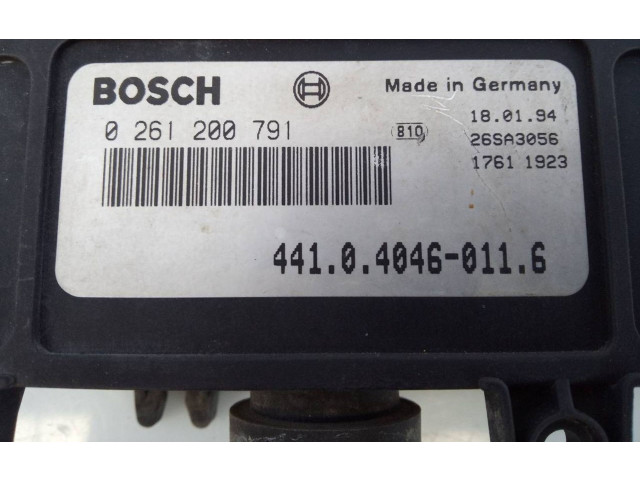 BOSCH
Made in Germany
0 261 200 791
810
18.01.94
26SA3056
1761 1923
441.0.4046-011.6